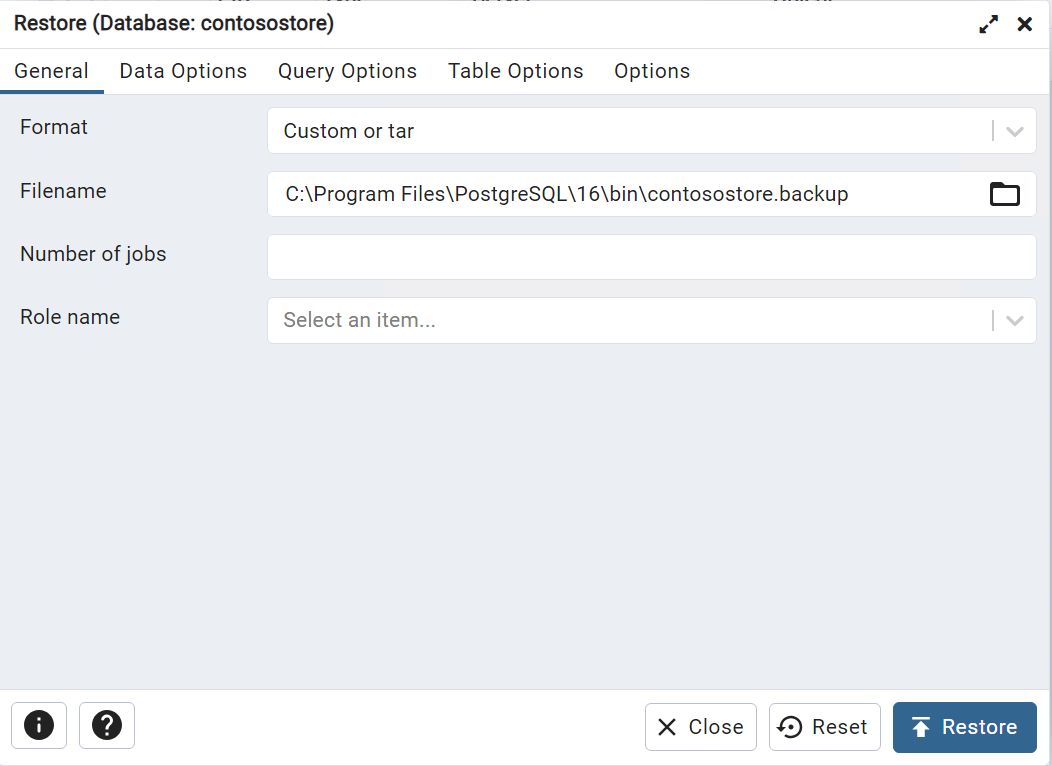 Restore (Database: contosostore)
General Data Options Query Options Table Options Options
Format Custom or tar
Filename C:\Program Files\PostgreSQL\16\bin\contosostore.backup
Number of jobs
Role name Select an item...
Close Reset Restore